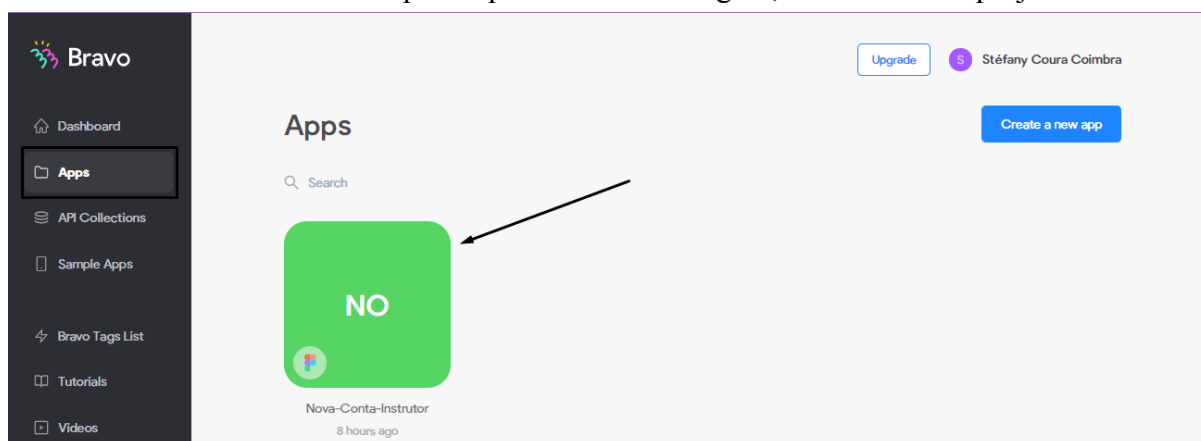 Bravo
Upgrade
S
Stéfany Coura Coimbra
Dashboard
Apps
API Collections
Sample Apps
Bravo Tags List
Tutorials
Videos
Apps
Create a new app
Search
NO
Nova-Conta-Instrutor
8 hours ago